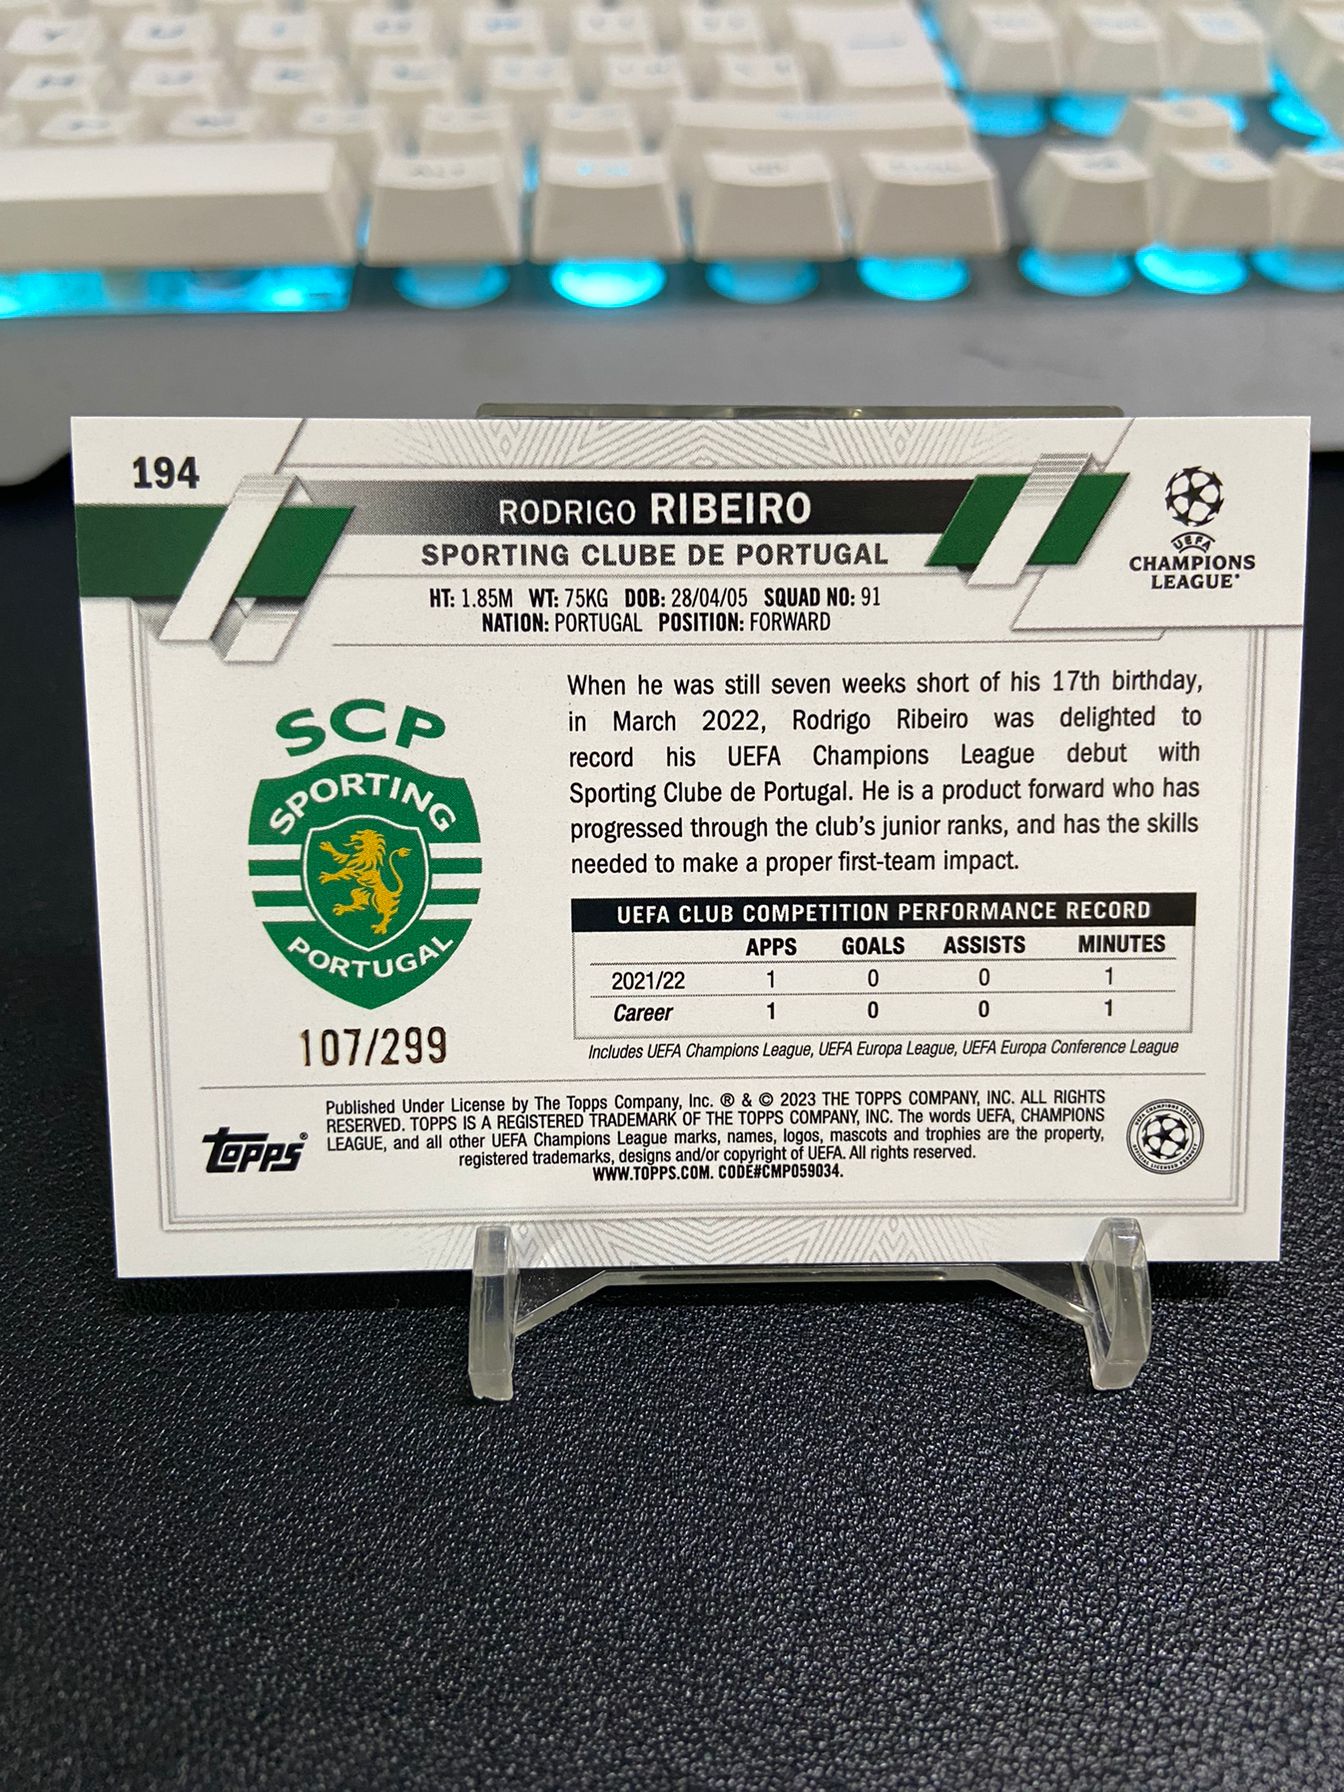 194
RODRIGO RIBEIRO
SPORTING CLUBE DE PORTUGAL
HT: 1.85M WT: 75KG DOB: 28/04/05 SQUAD NO: 91
NATION: PORTUGAL POSITION: FORWARD
UEFA
CHAMPIONS
LEAGUE
When he was still seven weeks short of his 17th birthday,
in March 2022, Rodrigo Ribeiro was delighted to
record his UEFA Champions League debut with
Sporting Clube de Portugal. He is a product forward who has
progressed through the club's junior ranks, and has the skills
needed to make a proper first-team impact.
SCP
SPORTING
PORTUGAL
107/299
UEFA CLUB COMPETITION PERFORMANCE RECORD
APPS GOALS ASSISTS MINUTES
2021/22 1 0 0 1
Career 1 0 0 1
Includes UEFA Champions League, UEFA Europa League, UEFA Europa Conference League
Topps®
Published Under License by The Topps Company, Inc. ® & © 2023 THE TOPPS COMPANY, INC. ALL RIGHTS
RESERVED. TOPPS IS A REGISTERED TRADEMARK OF THE TOPPS COMPANY, INC. The words UEFA, CHAMPIONS
LEAGUE, and all other UEFA Champions League marks, names, logos, mascots and trophies are the property,
registered trademarks, designs and/or copyright of UEFA. All rights reserved.
WWW.TOPPS.COM. CODE#CMP059034.